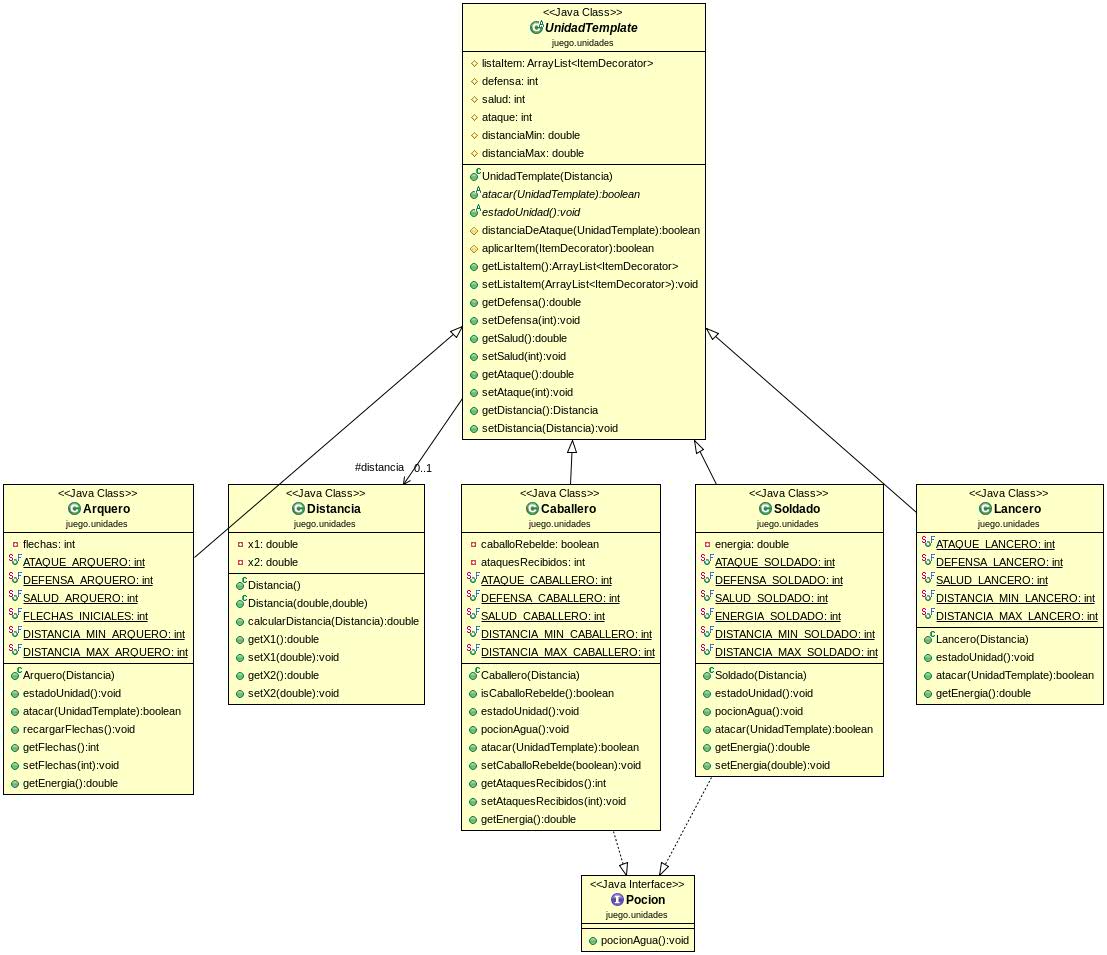 <<Java Class>>
UnidadTemplate
juego.unidades
listaItem: ArrayList<ItemDecorator>
defensa: int
salud: int
ataque: int
distanciaMin: double
distanciaMax: double
UnidadTemplate(Distancia)
atacar(UnidadTemplate):boolean
estadoUnidad():void
distanciaDeAtaque(UnidadTemplate):boolean
aplicarItem(ItemDecorator):boolean
getListaItem():ArrayList<ItemDecorator>
setListaItem(ArrayList<ItemDecorator>):void
getDefensa():double
setDefensa(int):void
getSalud():double
setSalud(int):void
getAtaque():double
setAtaque(int):void
getDistancia():Distancia
setDistancia(Distancia):void
#distancia 0..1
<<Java Class>>
Arquero
juego.unidades
flechas: int
ATAQUE_ARQUERO: int
DEFENSA_ARQUERO: int
SALUD_ARQUERO: int
FLECHAS_INICIALES: int
DISTANCIA_MIN_ARQUERO: int
DISTANCIA_MAX_ARQUERO: int
Arquero(Distancia)
estadoUnidad():void
atacar(UnidadTemplate):boolean
recargarFlechas():void
getFlechas():int
setFlechas(int):void
getEnergia():double
<<Java Class>>
Distancia
juego.unidades
x1: double
x2: double
Distancia()
Distancia(double,double)
calcularDistancia(Distancia):double
getX1():double
setX1(double):void
getX2():double
setX2(double):void
<<Java Class>>
Caballero
juego.unidades
caballoRebelde: boolean
ataquesRecibidos: int
ATAQUE_CABALLERO: int
DEFENSA_CABALLERO: int
SALUD_CABALLERO: int
DISTANCIA_MIN_CABALLERO: int
DISTANCIA_MAX_CABALLERO: int
Caballero(Distancia)
isCaballoRebelde():boolean
estadoUnidad():void
pocionAgua():void
atacar(UnidadTemplate):boolean
setCaballoRebelde(boolean):void
getAtaquesRecibidos():int
setAtaquesRecibidos(int):void
getEnergia():double
<<Java Class>>
Soldado
juego.unidades
energia: double
ATAQUE_SOLDADO: int
DEFENSA_SOLDADO: int
SALUD_SOLDADO: int
ENERGIA_SOLDADO: int
DISTANCIA_MIN_SOLDADO: int
DISTANCIA_MAX_SOLDADO: int
Soldado(Distancia)
estadoUnidad():void
pocionAgua():void
atacar(UnidadTemplate):boolean
getEnergia():double
setEnergia(double):void
<<Java Class>>
Lancero
juego.unidades
ATAQUE_LANCERO: int
DEFENSA_LANCERO: int
SALUD_LANCERO: int
DISTANCIA_MIN_LANCERO: int
DISTANCIA_MAX_LANCERO: int
Lancero(Distancia)
estadoUnidad():void
atacar(UnidadTemplate):boolean
getEnergia():double
<<Java Interface>>
Pocion
juego.unidades
pocionAgua():void